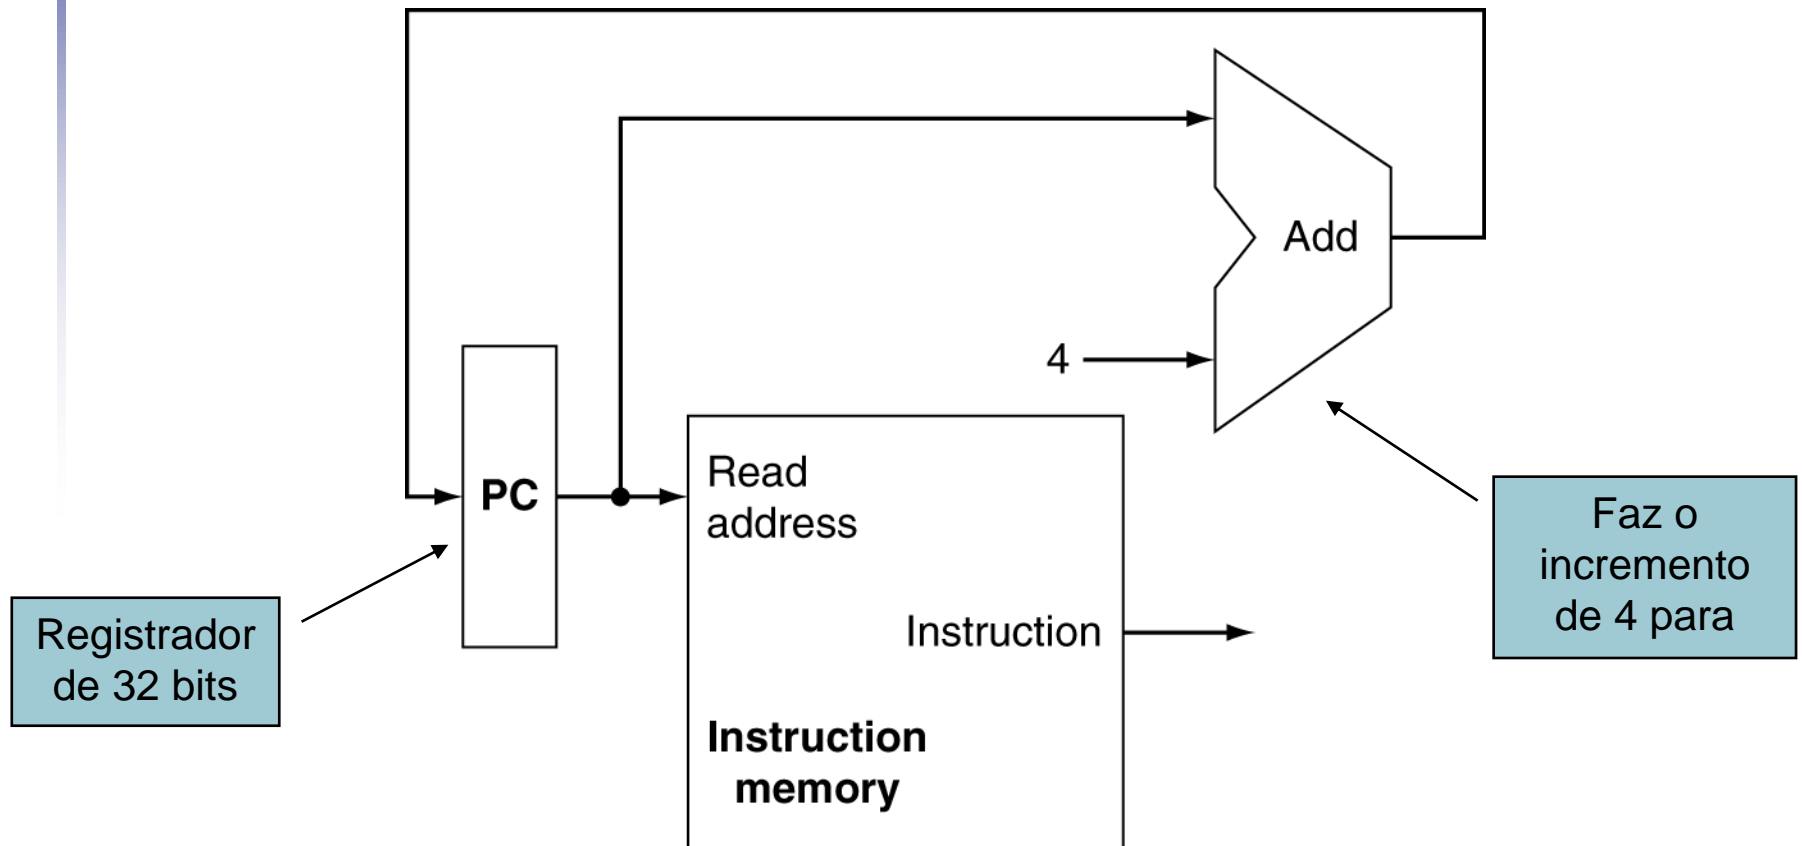 Add
4
PC
Read
address
Instruction
Instruction
memory
Registrador
de 32 bits
Faz o
incremento
de 4 para